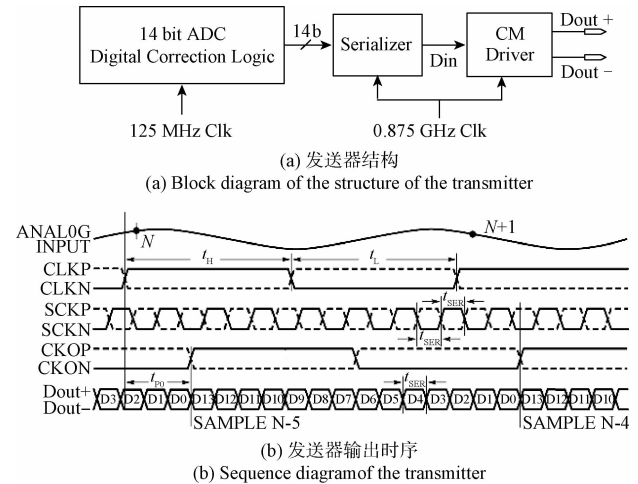 14 bit ADC
Digital Correction Logic
14b
Serializer
Din
CM
Driver
Dout +
Dout −
125 MHz Clk
0.875 GHz Clk
(a) 发送器结构
(a) Block diagram of the structure of the transmitter
ANAL0G
INPUT
N
N+1
tH
tL
CLKP
CLKN
tSER
SCKP
SCKN
tSER
CKOP
CKON
tP0
tSER
Dout+
Dout−
D3 D2 D1 D0 D13 D12 D11 D10 D9 D8 D7 D6 D5 D4 D3 D2 D1 D0 D13 D12 D11 D10
SAMPLE N-5
SAMPLE N-4
(b) 发送器输出时序
(b) Sequence diagramof the transmitter